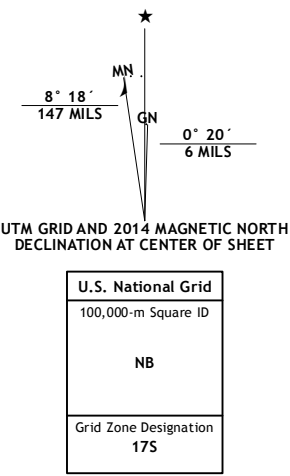 ★
MN
8° 18´
147 MILS
GN
0° 20´
6 MILS
UTM GRID AND 2014 MAGNETIC NORTH
DECLINATION AT CENTER OF SHEET
U.S. National Grid
100,000-m Square ID
NB
Grid Zone Designation
17S